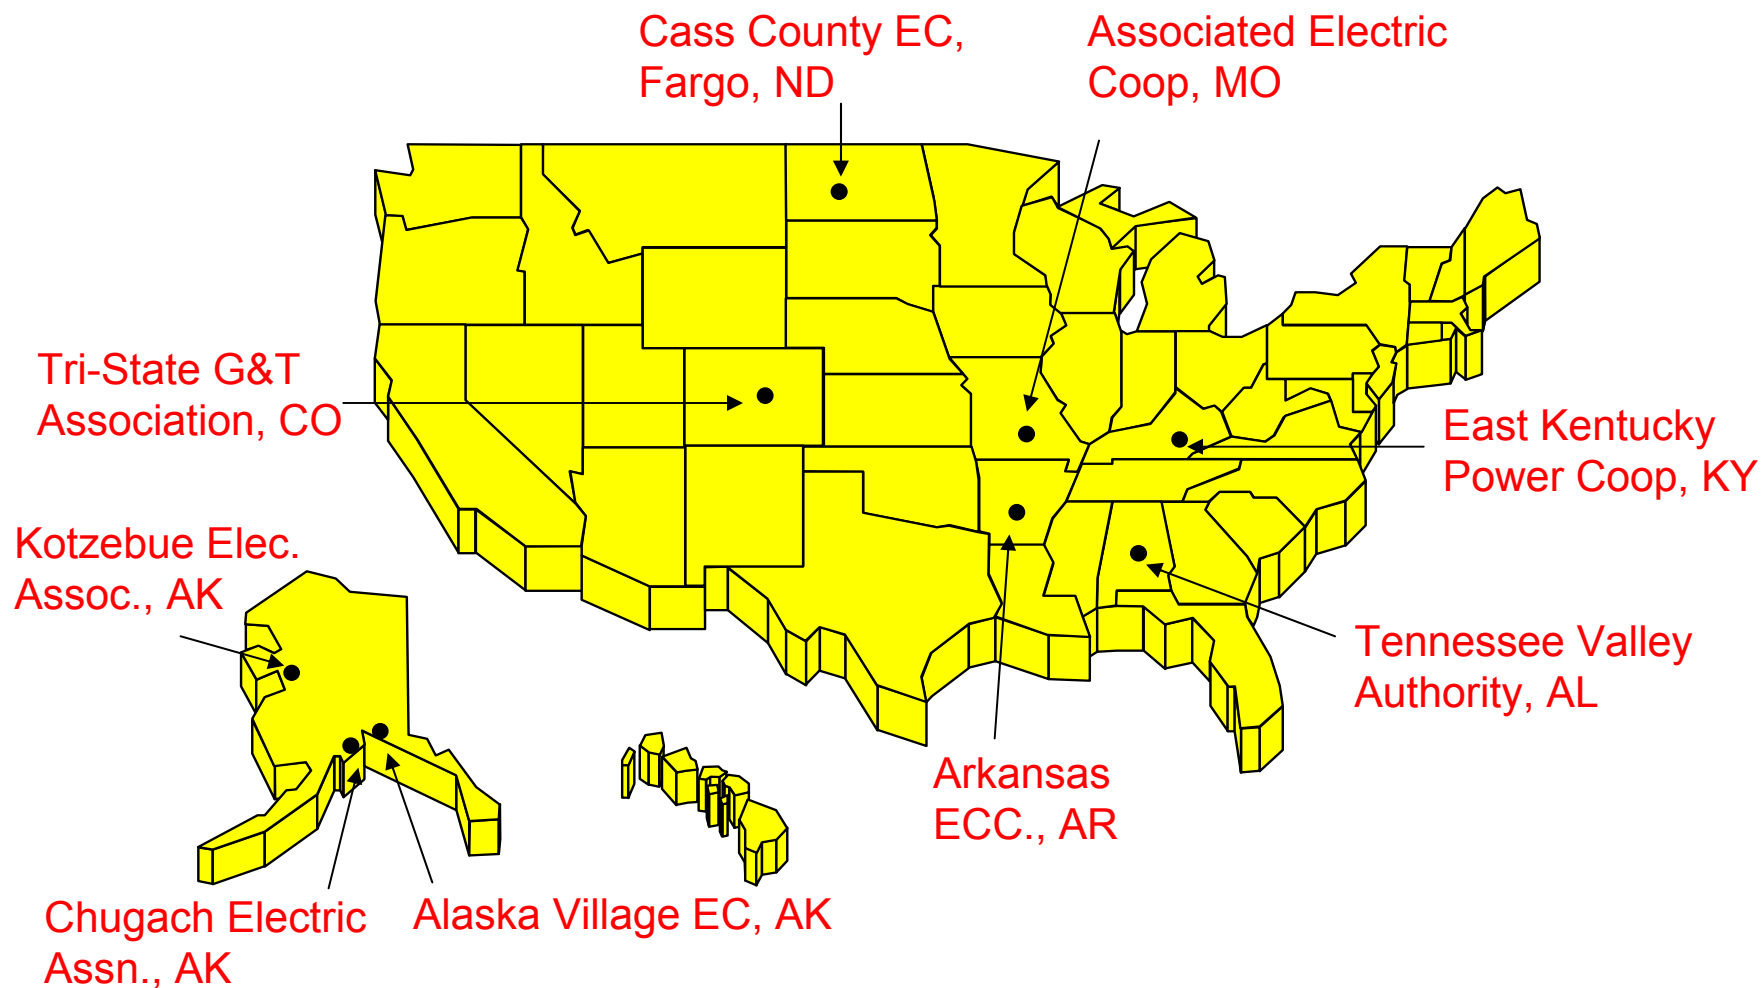 Cass County EC,
Fargo, ND
Associated Electric
Coop, MO
Tri-State G&T
Association, CO
East Kentucky
Power Coop, KY
Kotzebue Elec.
Assoc., AK
Tennessee Valley
Authority, AL
Arkansas
ECC., AR
Chugach Electric
Assn., AK
Alaska Village EC, AK